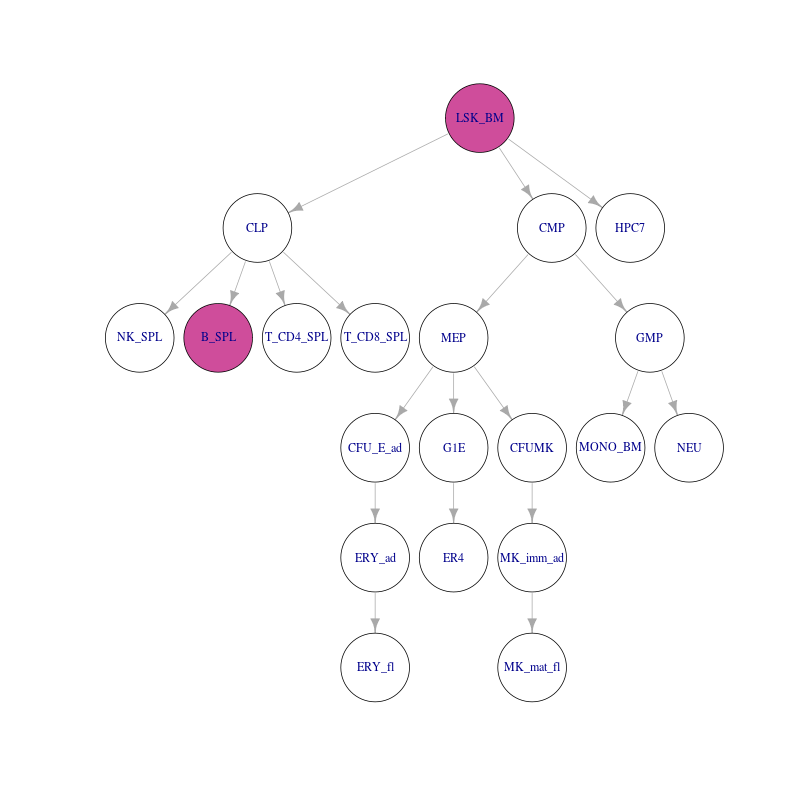 LSK_BM
CLP
CMP
HPC7
NK_SPL
B_SPL
T_CD4_SPL
T_CD8_SPL
MEP
GMP
CFU_E_ad
G1E
CFUMK
MONO_BM
NEU
ERY_ad
ER4
MK_imm_ad
ERY_fl
MK_mat_fl